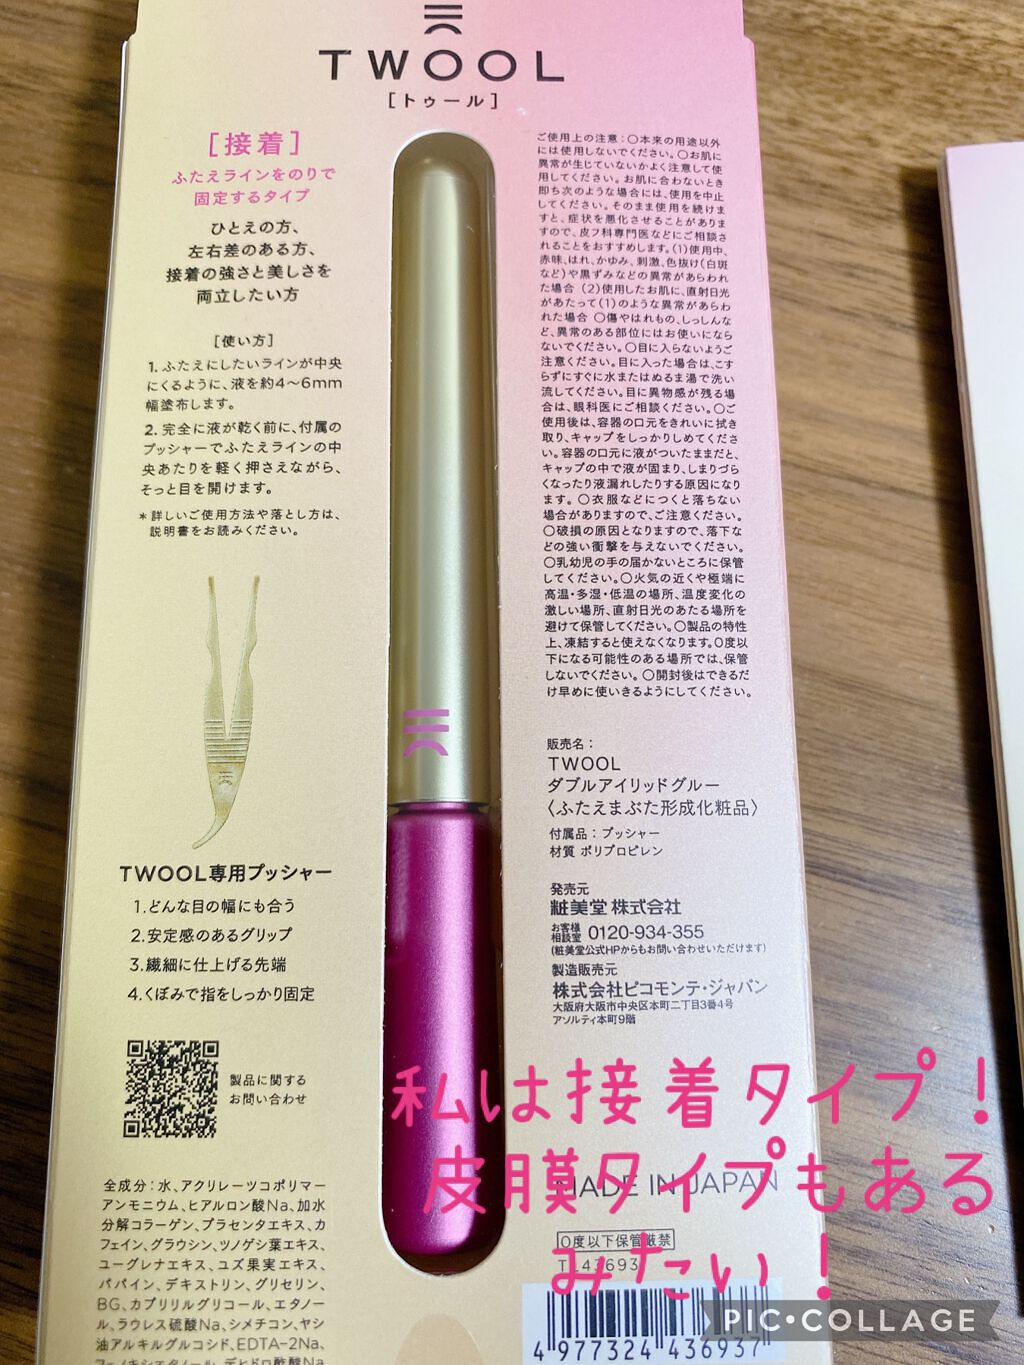 TWOOL
[トゥール]
[接着]
ふたえラインをのりで
固定するタイプ
ひとえの方、
左右差のある方、
接着の強さと美しさを
両立したい方
[使い方]
1. ふたえにしたいラインが中央
にくるように、液を約4〜6mm
幅塗布します。
2. 完全に液が乾く前に、付属の
プッシャーでふたえラインの中
央あたりを軽く押さえながら、
そっと目を開けます。
*詳しいご使用方法や落とし方は、
説明書をお読みください。
TWOOL専用プッシャー
1.どんな目の幅にも合う
2.安定感のあるグリップ
3.繊細に仕上げる先端
4.くぼみで指をしっかり固定
製品に関する
お問い合わせ
全成分:水、アクリレーツコポリマー
アンモニウム、ヒアルロン酸Na、加水
分解コラーゲン、プラセンタエキス、カ
フェイン、グラウシン、ツノゲシ葉エキス、
ユーグレナエキス、ユズ果実エキス、
パパイン、デキストリン、グリセリン、
BG、カプリリルグリコール、エタノー
ル、ラウレス硫酸Na、シメチコン、ヤシ
油アルキルグルコシド、EDTA-2Na、
フェノキシエタノール、デヒドロ酢酸Na
ご使用上の注意:○本来の用途以外
には使用しないでください。○お肌に
異常が生じていないかよく注意して使
用してください。お肌に合わないとき
即ち次のような場合には、使用を中止
してください。そのまま使用を続けま
すと、症状を悪化させることがありま
すので、皮フ科専門医などにご相談さ
れることをおすすめします。(1)使用中、
赤味、はれ、かゆみ、刺激、色抜け(白斑
など)や黒ずみなどの異常があらわれ
た場合 (2)使用したお肌に、直射日光
があたって(1)のような異常があらわ
れた場合 ○傷やはれもの、しっしんな
ど、異常のある部位にはお使いになら
ないでください。○目に入らないようご
注意ください。目に入った場合は、こす
らずにすぐに水またはぬるま湯で洗い
流してください。目に異物感が残る場
合は、眼科医にご相談ください。○ご
使用後は、容器の口元をきれいに拭き
取り、キャップをしっかりしめてくださ
い。容器の口元に液がついたままだと、
キャップの中で液が固まり、しまりづら
くなったり液漏れしたりする原因になり
ます。○衣服などにつくと落ちない
場合がありますので、ご注意ください。
○破損の原因となりますので、落下な
どの強い衝撃を与えないでください。
○乳幼児の手の届かないところに保管
してください。○火気の近くや極端に
高温・多湿・低温の場所、温度変化の
激しい場所、直射日光のあたる場所を
避けて保管してください。○製品の特性
上、凍結すると使えなくなります。0度以
下になる可能性のある場所では、保管
しないでください。○開封後はできるだ
け早めに使いきるようにしてください。
販売名:
TWOOL
ダブルアイリッドグルー
〈ふたえまぶた形成化粧品〉
付属品:プッシャー
材質 ポリプロピレン
発売元
粧美堂 株式会社
お客様相談室 0120-934-355
(粧美堂公式HPからもお問い合わせいただけます)
製造販売元
株式会社ピコモンテ・ジャパン
大阪府大阪市中央区本町二丁目3番4号
アソルティ本町9階
私は接着タイプ!
皮膜タイプもある
みたい!
MADE IN JAPAN
0度以下保管厳禁
TL43693
4 977324 436937
PIC•COLLAGE